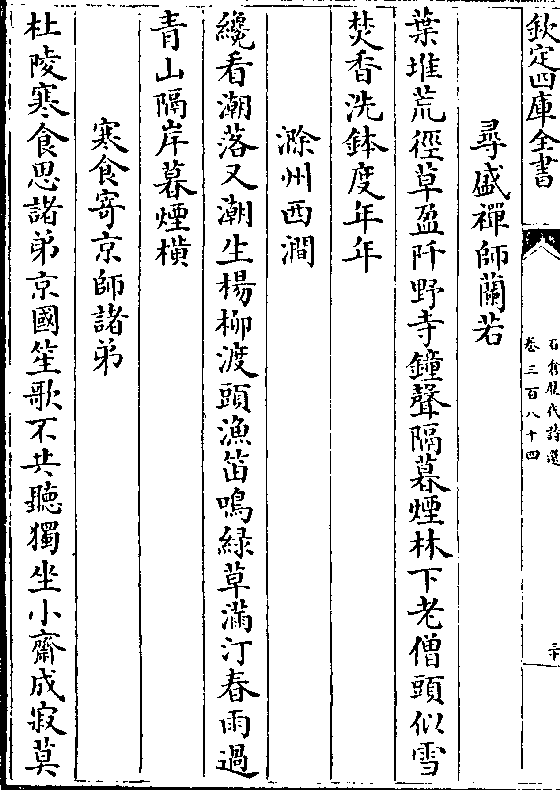 欽定四庫全書
石倉歷代詩選
卷三百八十四
二十
尋盛禪師蘭若
葉堆荒徑草盈阡野寺鐘聲隔暮煙林下老僧頭似雪
焚香洗鉢度年年
滁州西澗
纔看潮落又潮生楊柳渡頭漁笛鳴緑草滿汀春雨過
青山隔岸暮煙橫
寒食寄京師諸弟
杜陵寒食思諸弟京國笙歌不共聽獨坐小齋成寂莫